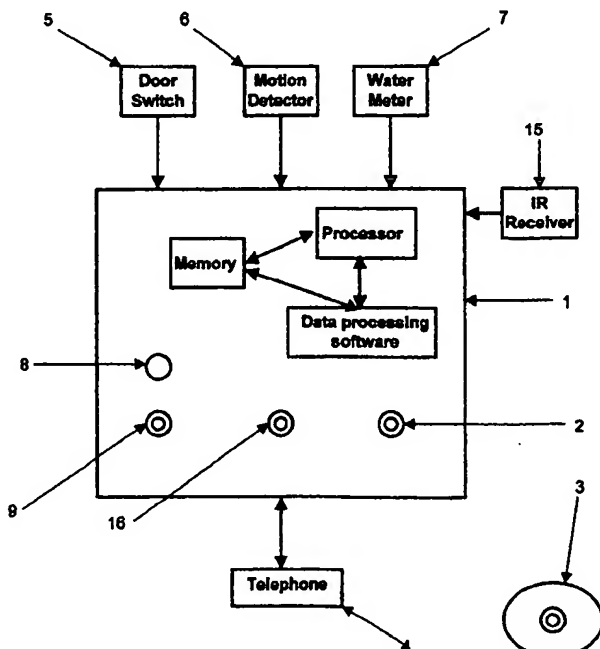 5
6
7
Door
Switch
Motion
Detector
Water
Meter
15
IR
Receiver
Processor
Memory
1
Data processing
software
8
2
9
16
3
Telephone